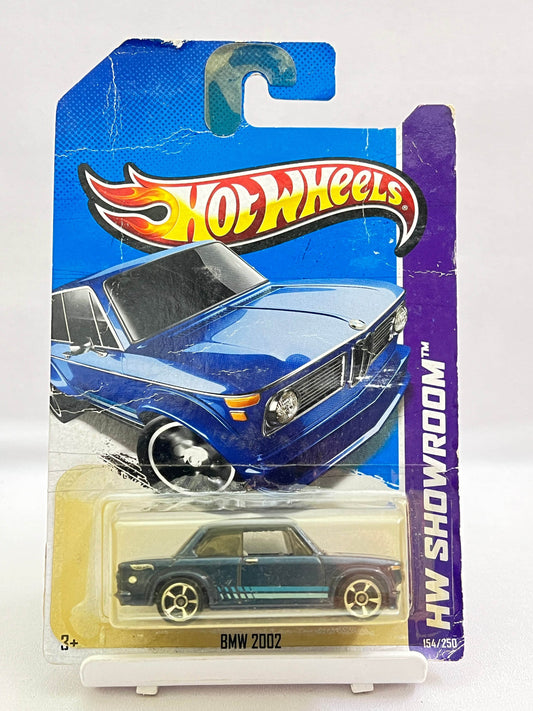 HOT WHEELS®
HW SHOWROOM™
BMW 2002
3+
154/250